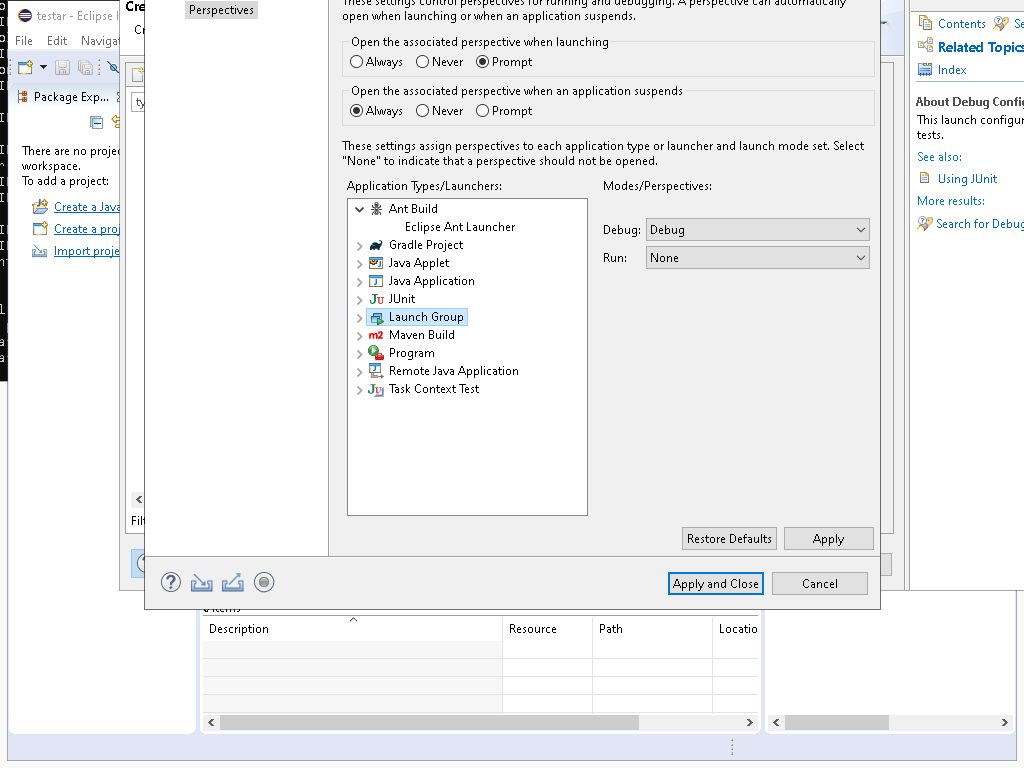 testar - Eclipse I
File Edit Navigat
Package Exp...
There are no projec
workspace.
To add a project:
Create a Java
Create a proj
Import proje
Cre
Perspectives
These settings control perspectives for running and debugging. A perspective can automatically
open when launching or when an application suspends.
Open the associated perspective when launching
Always Never Prompt
Open the associated perspective when an application suspends
Always Never Prompt
These settings assign perspectives to each application type or launcher and launch mode set. Select
"None" to indicate that a perspective should not be opened.
Application Types/Launchers:
Modes/Perspectives:
Ant Build
Eclipse Ant Launcher
Gradle Project
Java Applet
Java Application
JUnit
Launch Group
Maven Build
Program
Remote Java Application
Task Context Test
Debug: Debug
Run: None
Restore Defaults Apply
Apply and Close Cancel
Contents Se
Related Topics
Index
About Debug Config
This launch configur
tests.
See also:
Using JUnit
More results:
Search for Debug
Description Resource Path Locatio